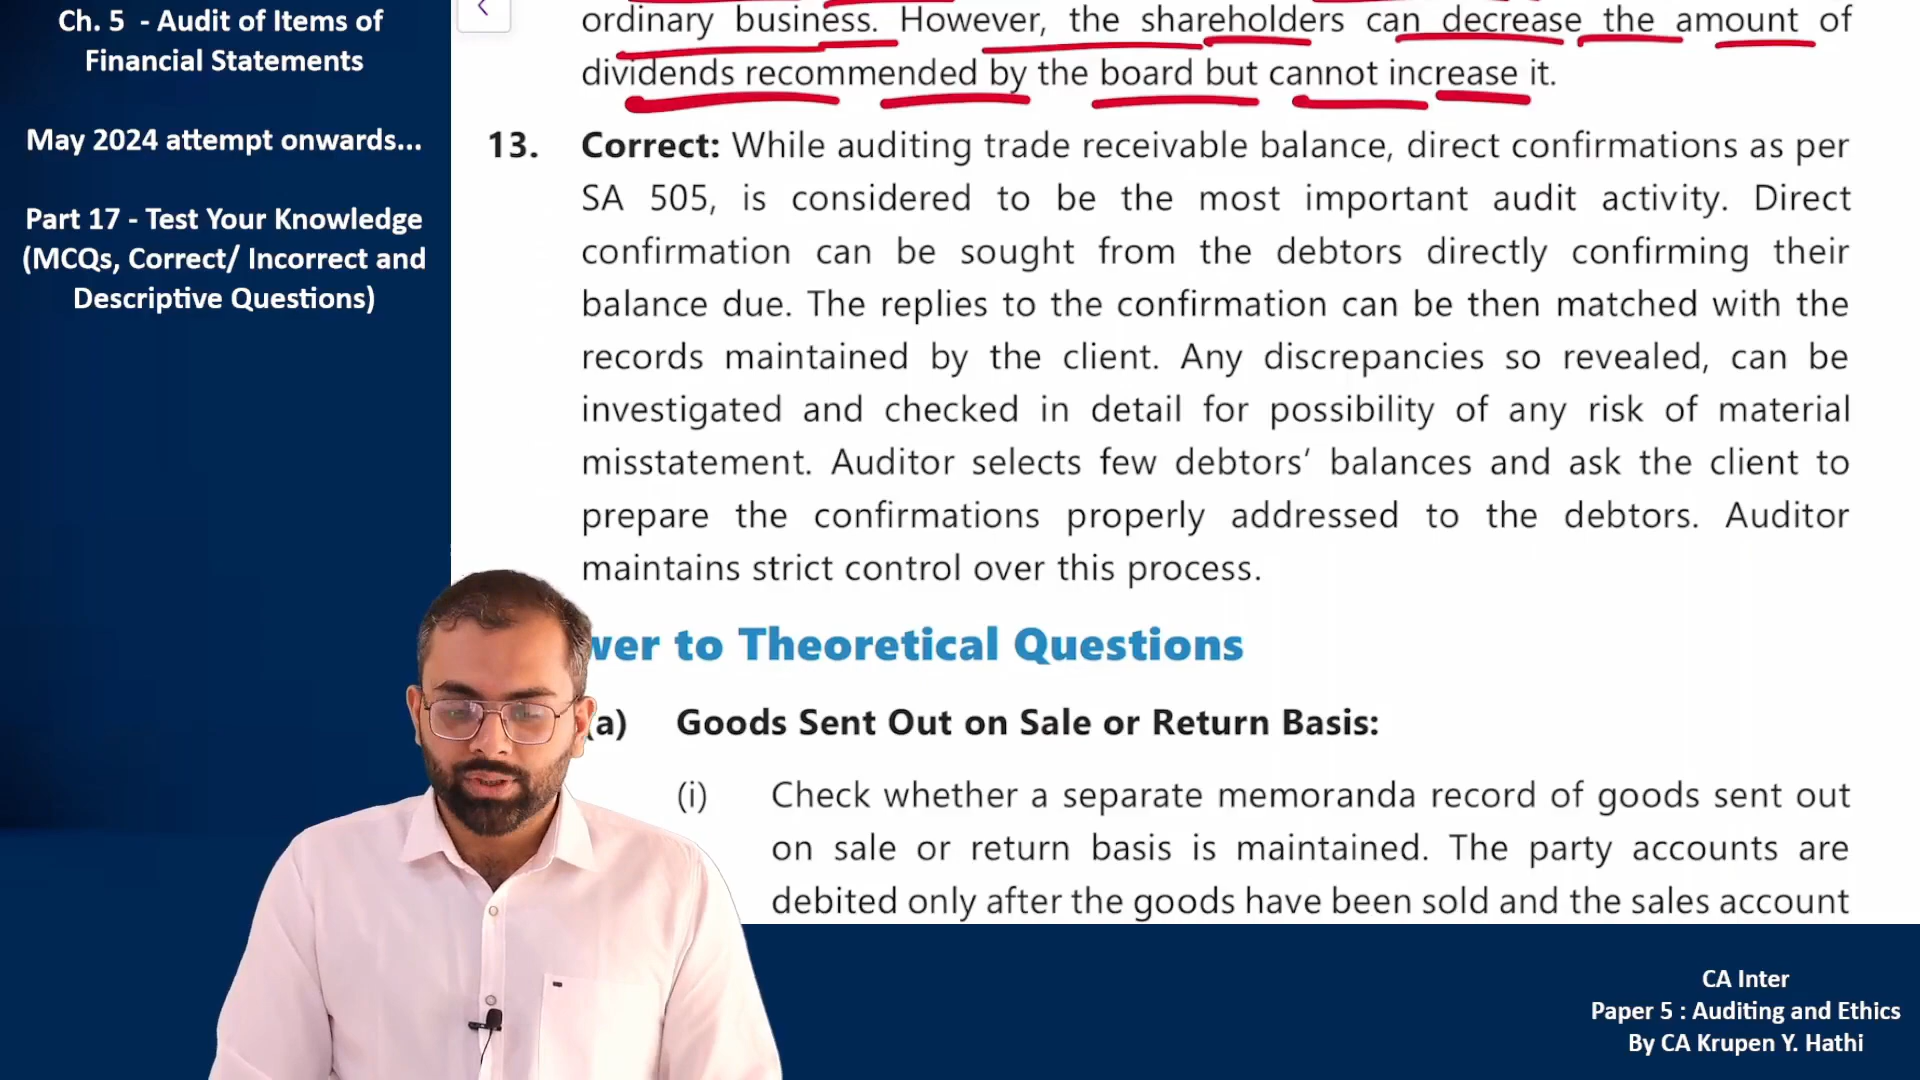 Ch. 5 - Audit of Items of
Financial Statements
May 2024 attempt onwards...
Part 17 - Test Your Knowledge
(MCQs, Correct/ Incorrect and
Descriptive Questions)
ordinary business. However, the shareholders can decrease the amount of
dividends recommended by the board but cannot increase it.
13. Correct: While auditing trade receivable balance, direct confirmations as per
SA 505, is considered to be the most important audit activity. Direct
confirmation can be sought from the debtors directly confirming their
balance due. The replies to the confirmation can be then matched with the
records maintained by the client. Any discrepancies so revealed, can be
investigated and checked in detail for possibility of any risk of material
misstatement. Auditor selects few debtors’ balances and ask the client to
prepare the confirmations properly addressed to the debtors. Auditor
maintains strict control over this process.
wer to Theoretical Questions
(a) Goods Sent Out on Sale or Return Basis:
(i) Check whether a separate memoranda record of goods sent out
on sale or return basis is maintained. The party accounts are
debited only after the goods have been sold and the sales account
CA Inter
Paper 5 : Auditing and Ethics
By CA Krupen Y. Hathi